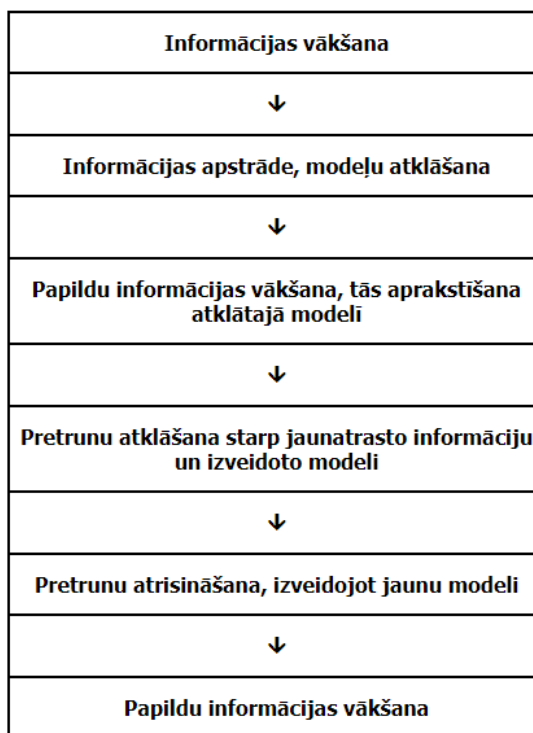 Informācijas vākšana
↓
Informācijas apstrāde, modeļu atklāšana
↓
Papildu informācijas vākšana, tās aprakstīšana
atklātajā modelī
↓
Pretrunu atklāšana starp jaunatrasto informāciju
un izveidoto modeli
↓
Pretrunu atrisināšana, izveidojot jaunu modeli
↓
Papildu informācijas vākšana